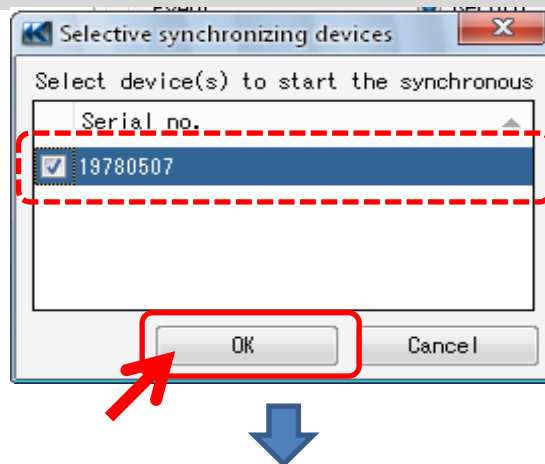 Selective synchronizing devices
Select device(s) to start the synchronous
Serial no.
19780507
OK
Cancel